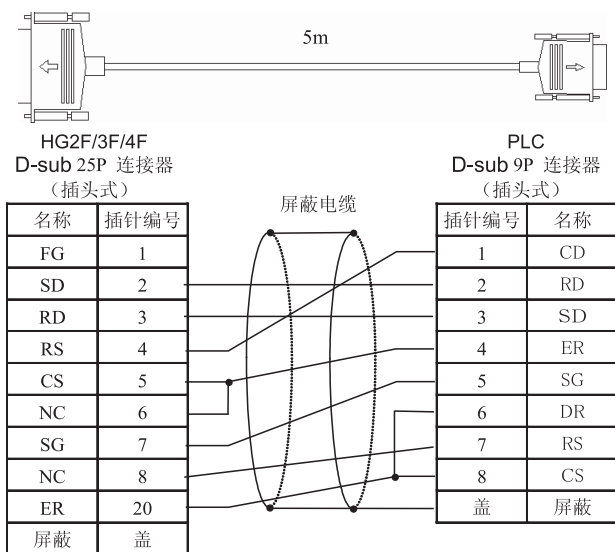 5m
HG2F/3F/4F
D-sub 25P 连接器
（插头式）
PLC
D-sub 9P 连接器
（插头式）
屏蔽电缆
名称 插针编号
FG 1
SD 2
RD 3
RS 4
CS 5
NC 6
SG 7
NC 8
ER 20
屏蔽 盖
插针编号 名称
1 CD
2 RD
3 SD
4 ER
5 SG
6 DR
7 RS
8 CS
盖 屏蔽